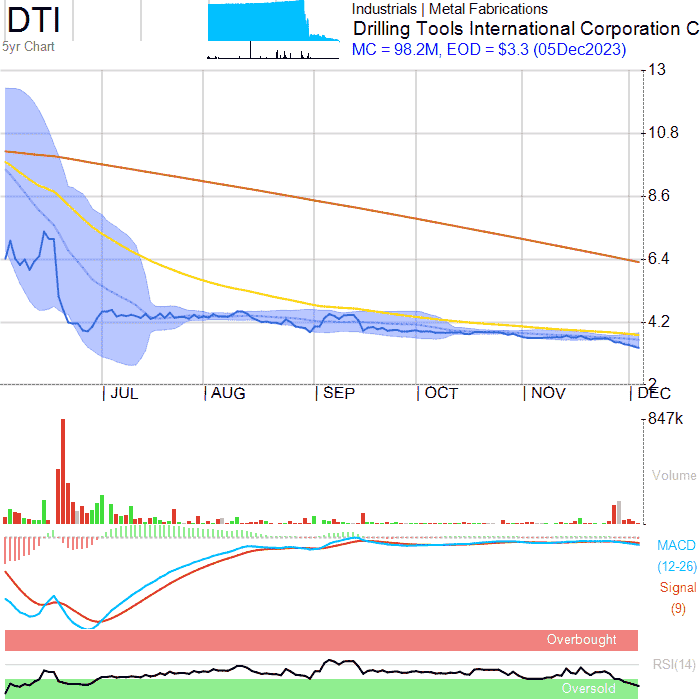 DTI
5yr Chart
Industrials | Metal Fabrications
Drilling Tools International Corporation C
MC = 98.2M, EOD = $3.3 (05Dec2023)
13
10.8
8.6
6.4
4.2
2
JUL
AUG
SEP
OCT
NOV
DEC
847k
Volume
MACD
(12-26)
Signal
(9)
Overbought
RSI(14)
Oversold